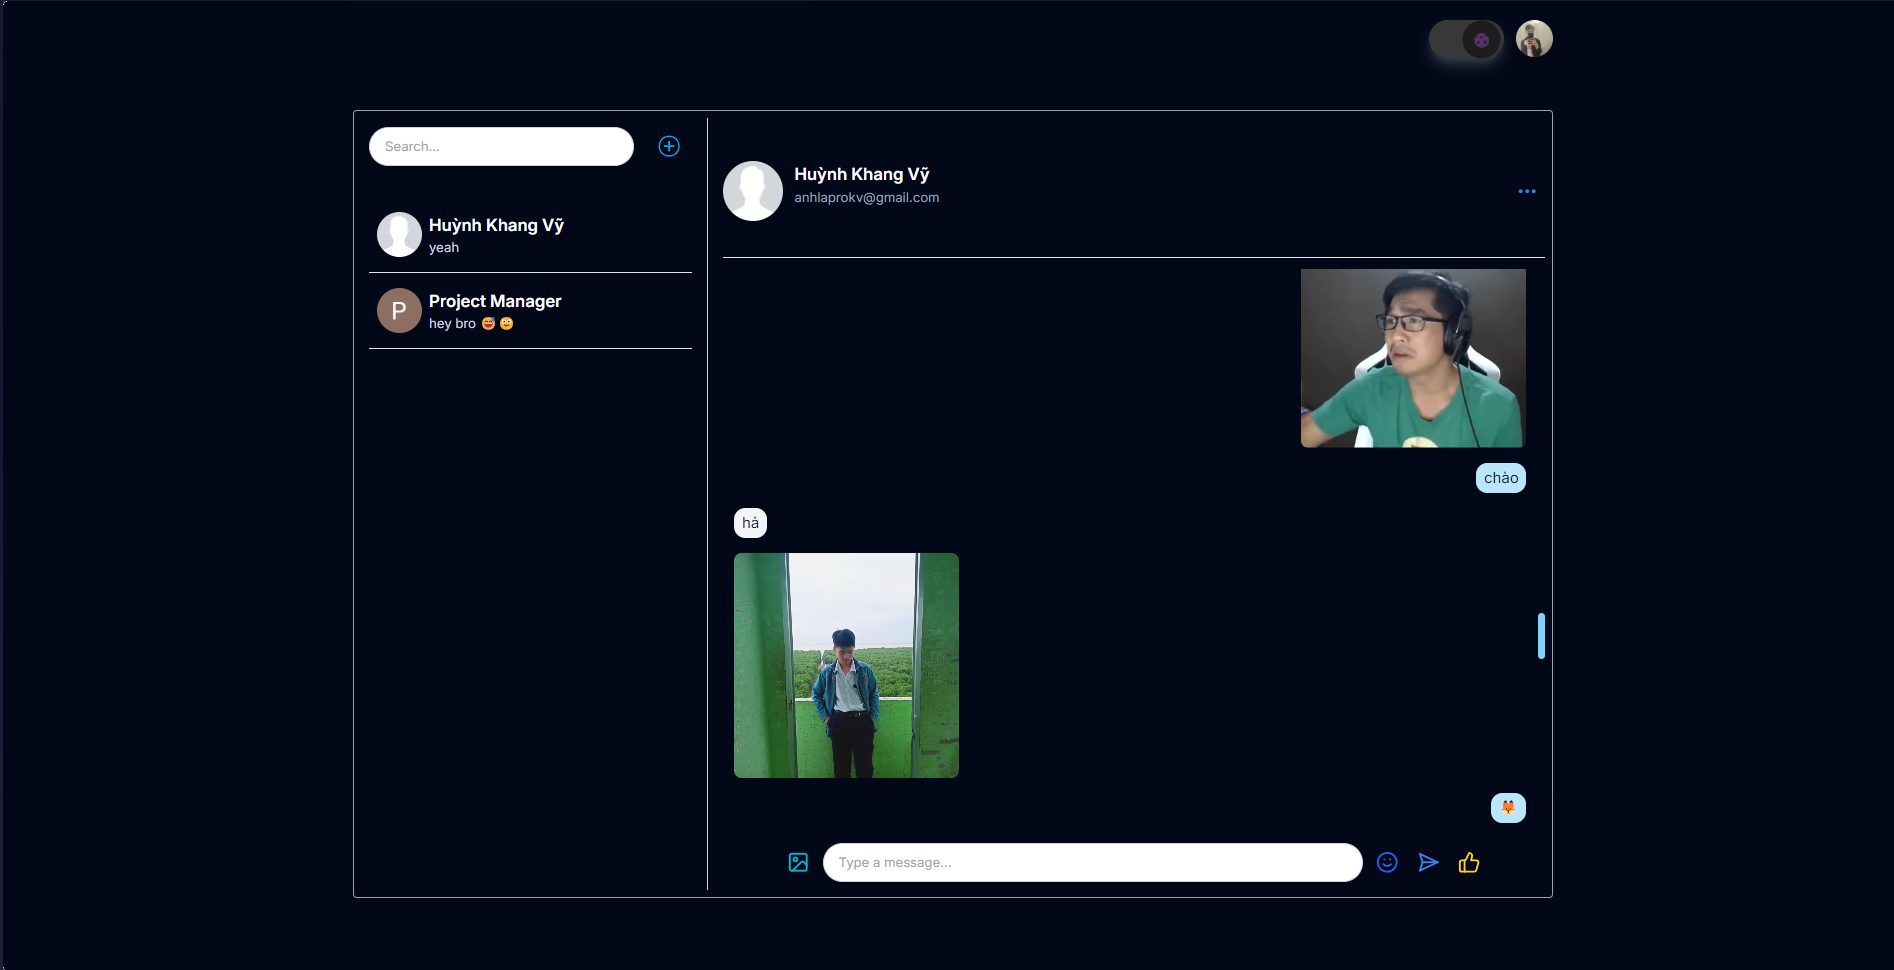 Search...
Huỳnh Khang Vỹ
yeah
P
Project Manager
hey bro 😅🙄
Huỳnh Khang Vỹ
anhlaprokv@gmail.com
chào
hả
🦊
Type a message...